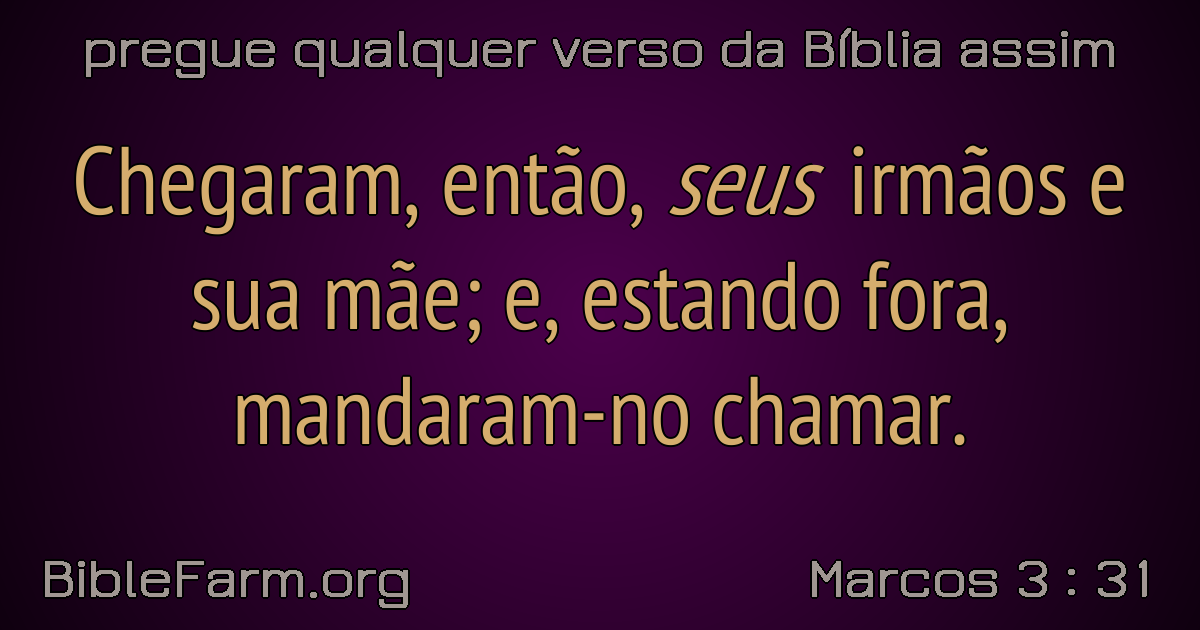 pregue qualquer verso da Bíblia assim
Chegaram, então, seus irmãos e
sua mãe; e, estando fora,
mandaram-no chamar.
BibleFarm.org
Marcos 3 : 31